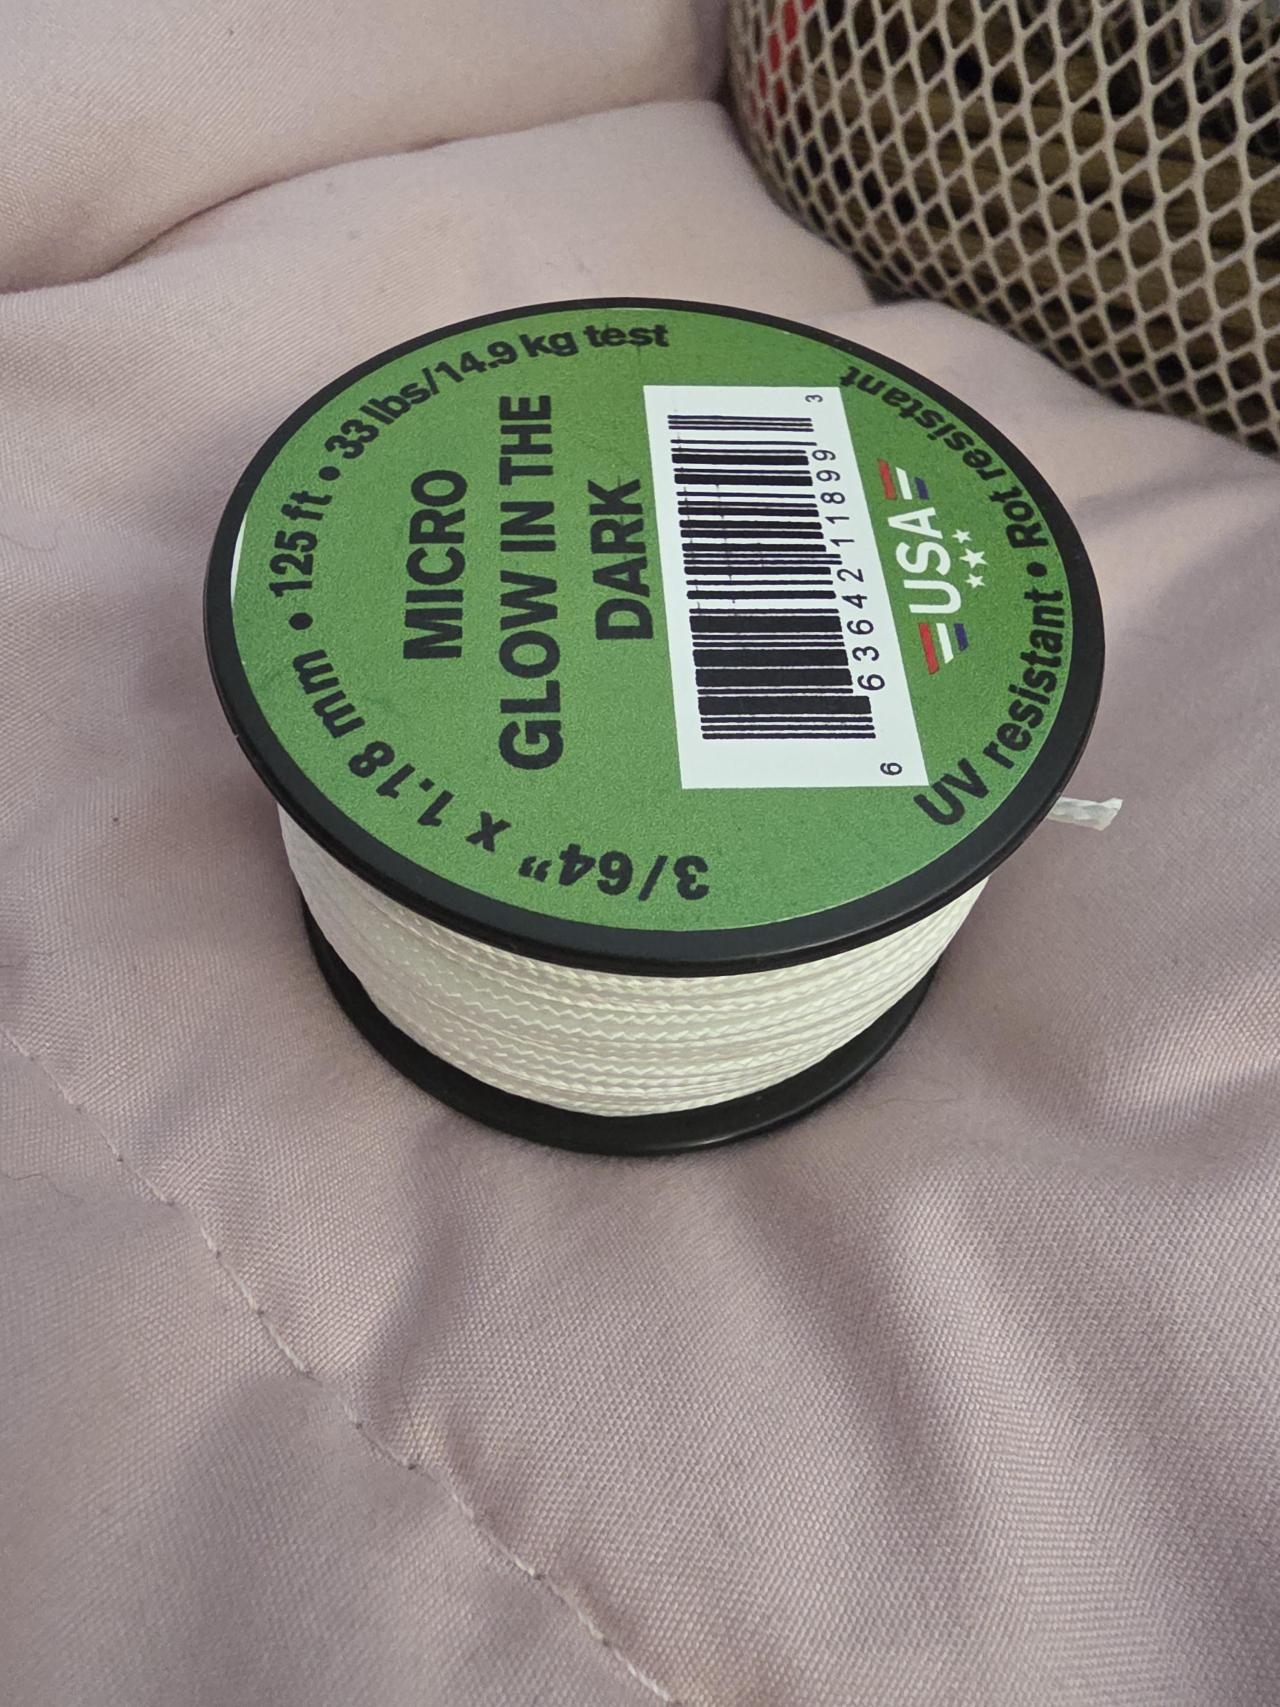 3/64" x 1.18 mm • 125 ft • 33 lbs/14.9 kg test
MICRO
GLOW IN THE
DARK
6 63642 11899 3
USA
UV resistant • Rot resistant